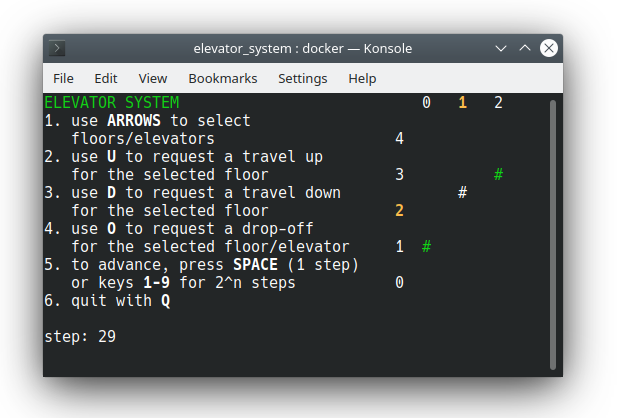 elevator_system : docker — Konsole
File Edit View Bookmarks Settings Help
ELEVATOR SYSTEM 0 1 2
1. use ARROWS to select
floors/elevators 4
2. use U to request a travel up
for the selected floor 3 #
3. use D to request a travel down #
for the selected floor 2
4. use O to request a drop-off
for the selected floor/elevator 1 #
5. to advance, press SPACE (1 step)
or keys 1-9 for 2^n steps 0
6. quit with Q
step: 29